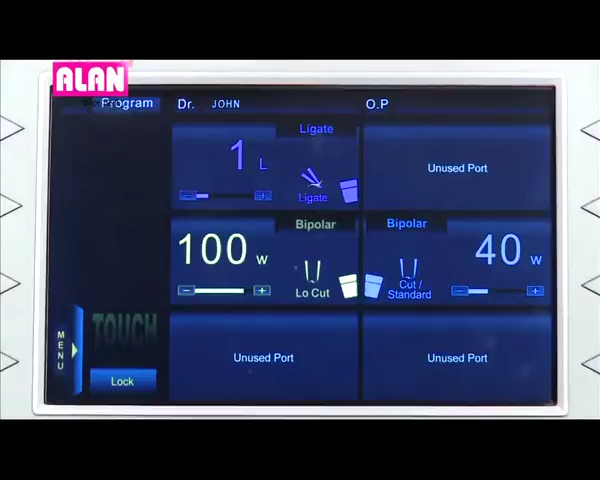 ALAN
Program
Dr. JOHN
O.P
Ligate
1 L
Ligate
Unused Port
Bipolar
100 W
Lo Cut
Bipolar
40 W
Cut /
Standard
MENU
TOUCH
Lock
Unused Port
Unused Port